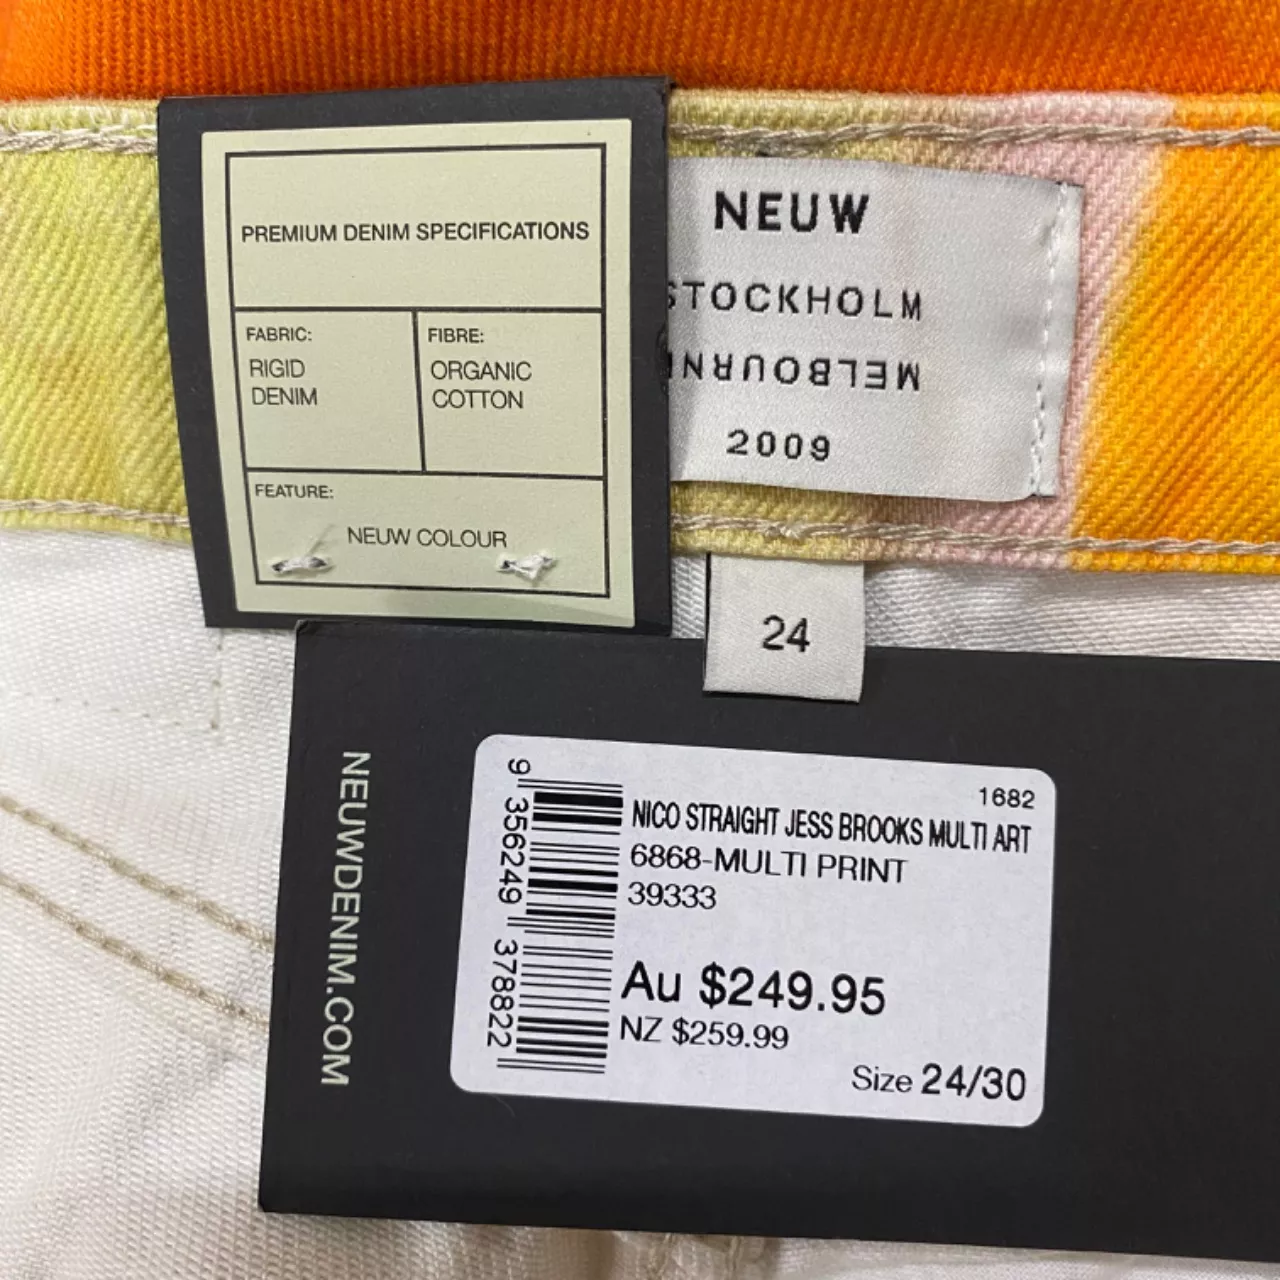 PREMIUM DENIM SPECIFICATIONS
FABRIC:
RIGID
DENIM
FIBRE:
ORGANIC
COTTON
FEATURE:
NEUW COLOUR
NEUW
STOCKHOLM
MELBOURNE
2009
24
NEUWDENIM.COM
1682
NICO STRAIGHT JESS BROOKS MULTI ART
6868-MULTI PRINT
39333
Au $249.95
NZ $259.99
Size 24/30
9 356249 378822